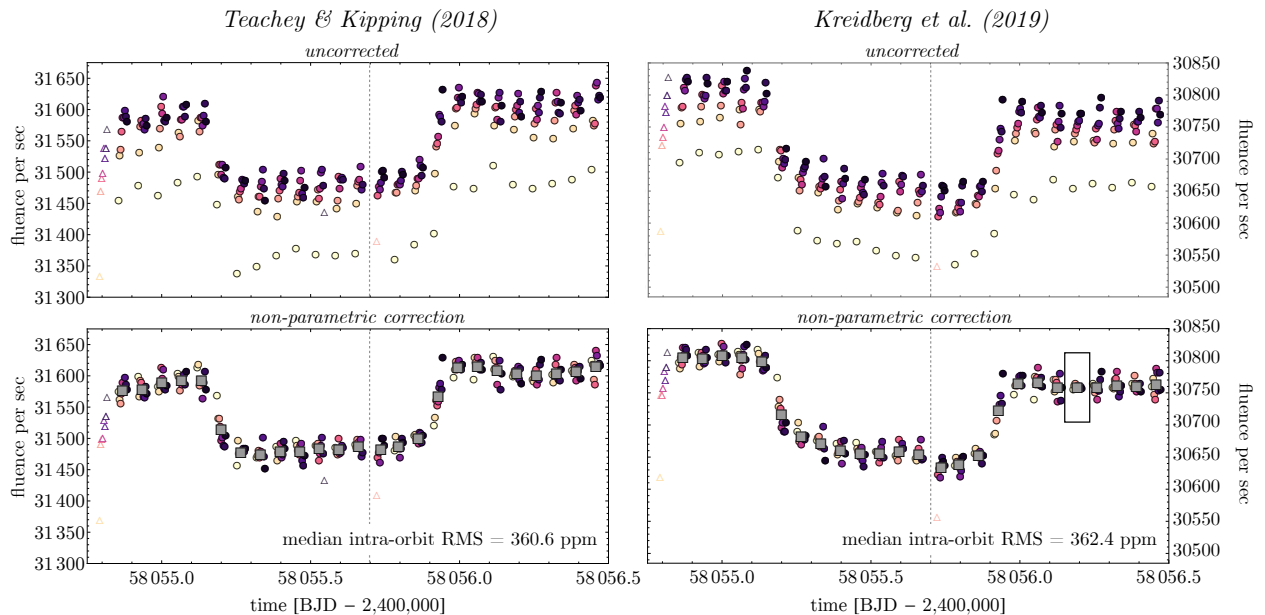 Teachey & Kipping (2018)
Kreidberg et al. (2019)
uncorrected
uncorrected
31 650
31 600
31 550
31 500
31 450
31 400
31 350
31 300
fluence per sec
30850
30800
30750
30700
30650
30600
30550
30500
fluence per sec
non-parametric correction
non-parametric correction
31 650
31 600
31 550
31 500
31 450
31 400
31 350
31 300
fluence per sec
median intra-orbit RMS = 360.6 ppm
median intra-orbit RMS = 362.4 ppm
30850
30800
30750
30700
30650
30600
30550
30500
fluence per sec
58 055.0
58 055.5
58 056.0
58 056.5
58 055.0
58 055.5
58 056.0
58 056.5
time [BJD − 2,400,000]
time [BJD − 2,400,000]